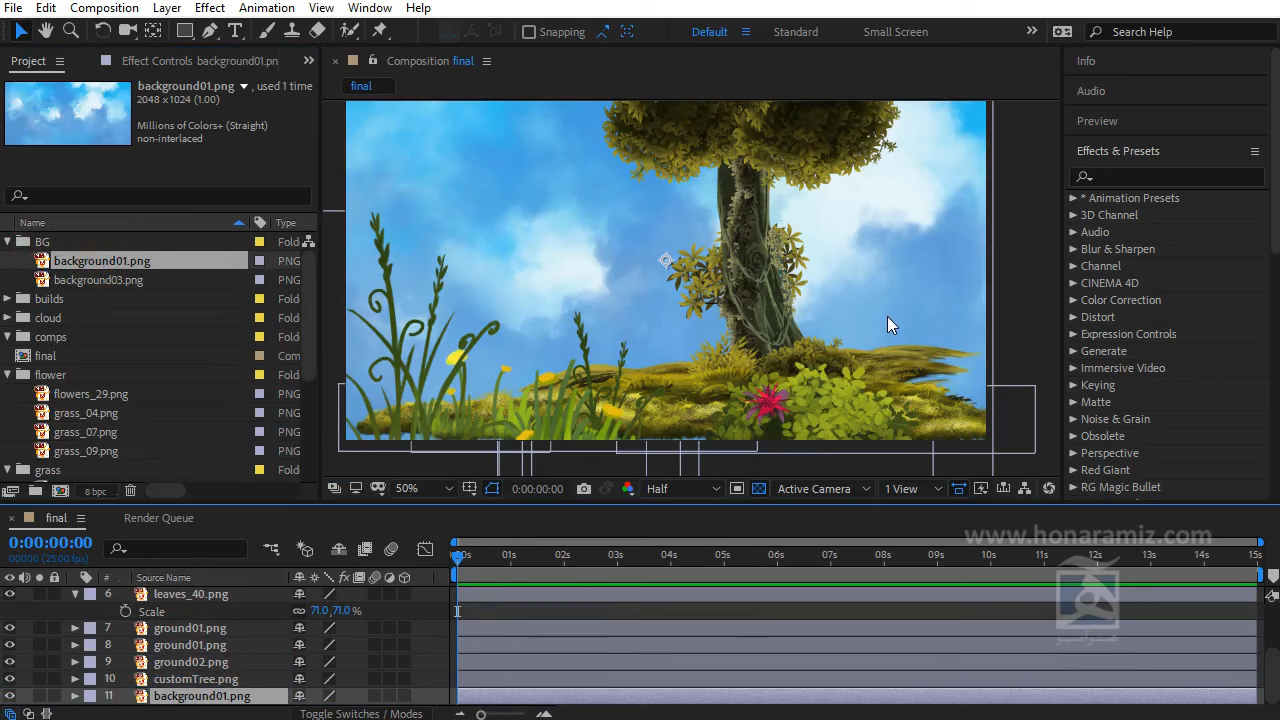 File Edit Composition Layer Effect Animation View Window Help
Snapping Default Standard Small Screen Search Help
Project Effect Controls background01.pn
Composition final
final
background01.png , used 1 time
2048 x 1024 (1.00)
Millions of Colors+ (Straight)
non-interlaced
Name Type
BG Fold
background01.png PNG
background03.png PNG
builds Fold
cloud Fold
comps Fold
final Com
flower Fold
flowers_29.png PNG
grass_04.png PNG
grass_07.png PNG
grass_09.png PNG
grass Fold
8 bpc
50% 0:00:00:00 Half Active Camera 1 View
Info
Audio
Preview
Effects & Presets
* Animation Presets
3D Channel
Audio
Blur & Sharpen
Channel
CINEMA 4D
Color Correction
Distort
Expression Controls
Generate
Immersive Video
Keying
Matte
Noise & Grain
Obsolete
Perspective
Red Giant
RG Magic Bullet
final Render Queue
0:00:00:00
00000 (25.00 fps)
www.honaramiz.com
:00s 01s 02s 03s 04s 05s 06s 07s 08s 09s 10s 11s 12s 13s 14s 15s
# Source Name
6 leaves_40.png
Scale 71.0,71.0 %
7 ground01.png
8 ground01.png
9 ground02.png
10 customTree.png
11 background01.png
Toggle Switches / Modes